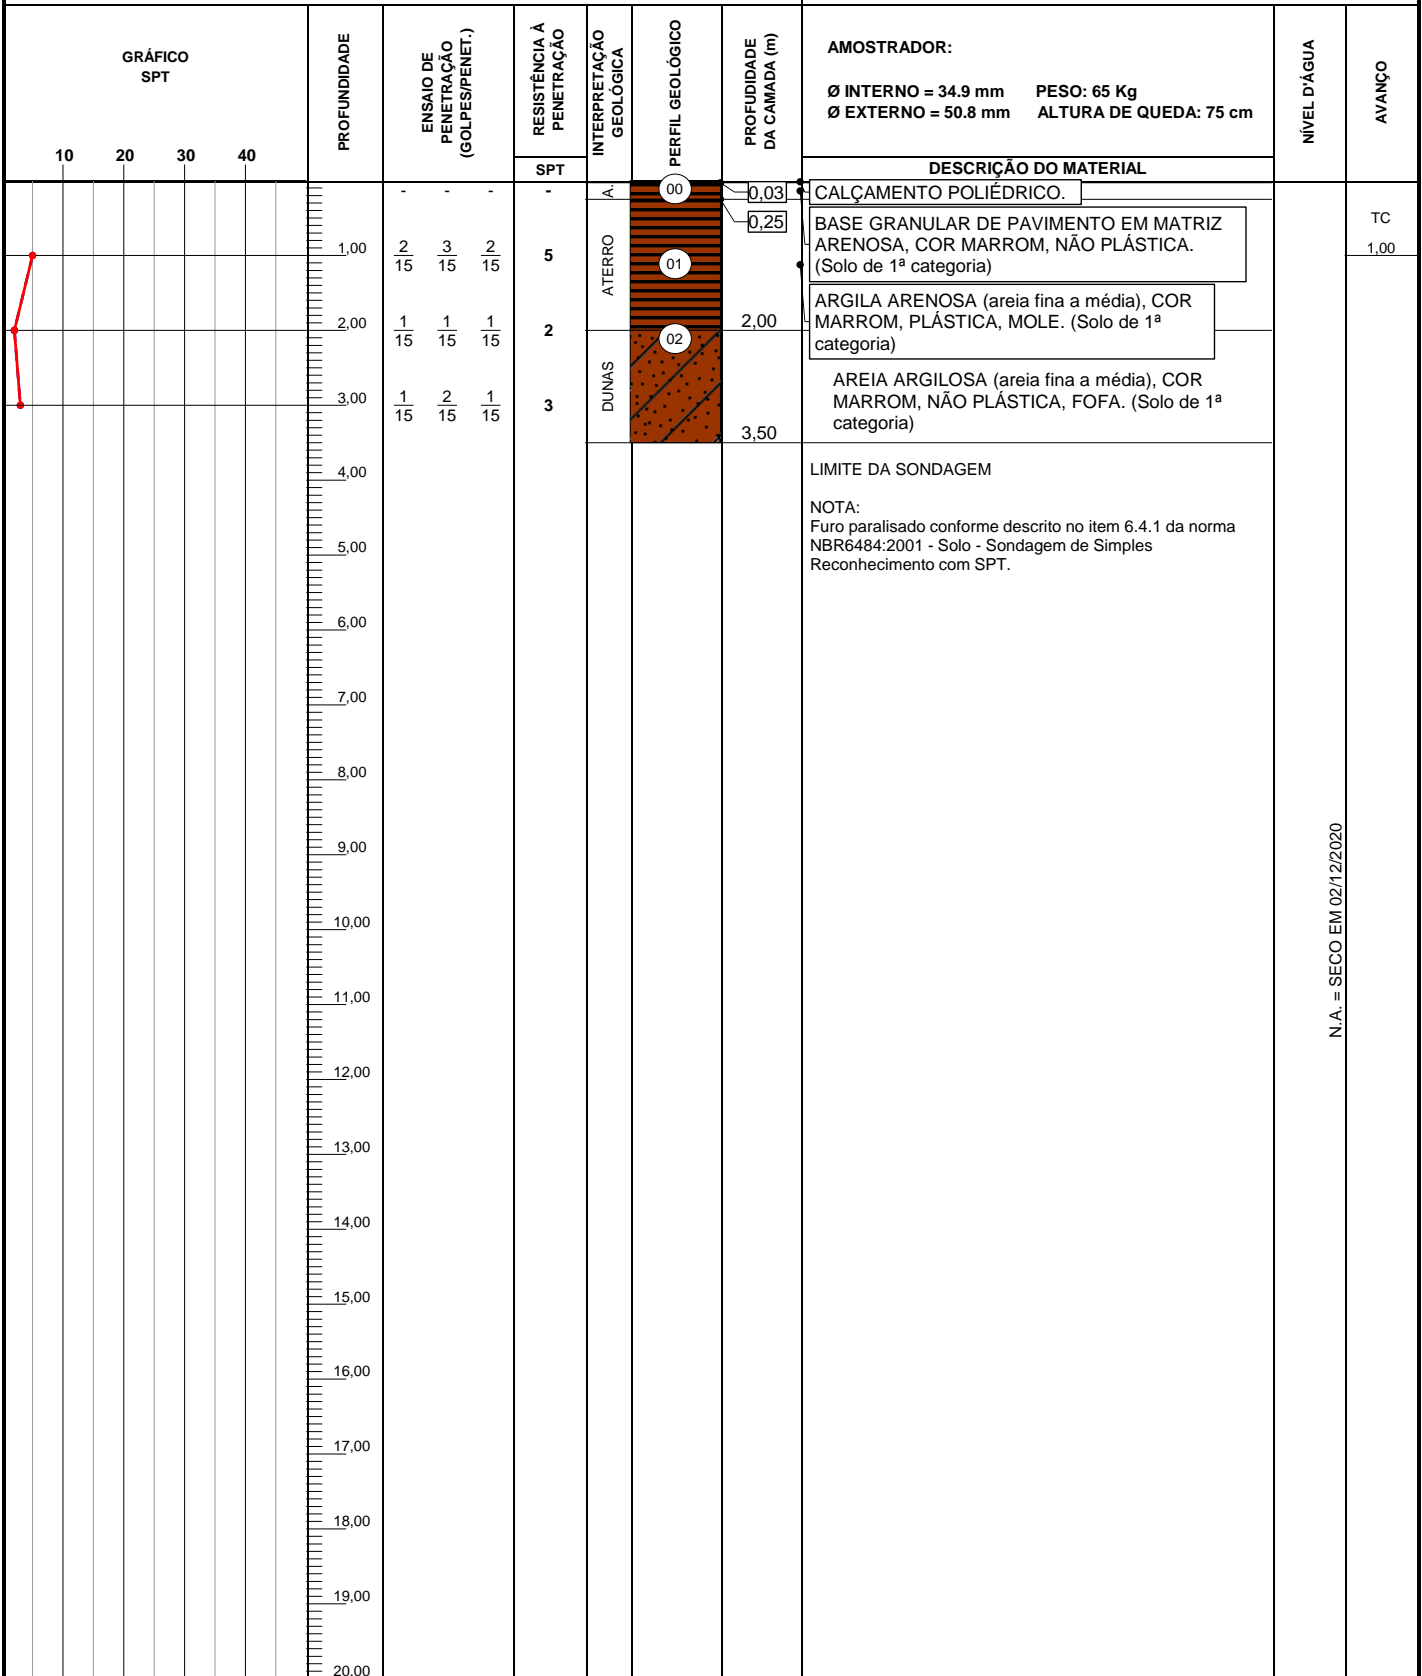 GRÁFICO
SPT
10 20 30 40
PROFUNDIDADE
ENSAIO DE
PENETRAÇÃO
(GOLPES/PENET.)
RESISTÊNCIA À
PENETRAÇÃO
SPT
INTERPRETAÇÃO
GEOLÓGICA
PERFIL GEOLÓGICO
PROFUDIDADE
DA CAMADA (m)
AMOSTRADOR:
Ø INTERNO = 34.9 mm PESO: 65 Kg
Ø EXTERNO = 50.8 mm ALTURA DE QUEDA: 75 cm
DESCRIÇÃO DO MATERIAL
NÍVEL D'ÁGUA
AVANÇO
- - - -
A.
00
0,03
CALÇAMENTO POLIÉDRICO.
0,25
BASE GRANULAR DE PAVIMENTO EM MATRIZ
ARENOSA, COR MARROM, NÃO PLÁSTICA.
(Solo de 1ª categoria)
TC
1,00
1,00
2/15 3/15 2/15
5
ATERRO
01
ARGILA ARENOSA (areia fina a média), COR
MARROM, PLÁSTICA, MOLE. (Solo de 1ª
categoria)
2,00
2,00
1/15 1/15 1/15
2
02
DUNAS
AREIA ARGILOSA (areia fina a média), COR
MARROM, NÃO PLÁSTICA, FOFA. (Solo de 1ª
categoria)
3,00
1/15 2/15 1/15
3
3,50
LIMITE DA SONDAGEM
NOTA:
Furo paralisado conforme descrito no item 6.4.1 da norma
NBR6484:2001 - Solo - Sondagem de Simples
Reconhecimento com SPT.
4,00
5,00
6,00
7,00
8,00
9,00
10,00
11,00
12,00
13,00
14,00
15,00
16,00
17,00
18,00
19,00
20,00
N.A. = SECO EM 02/12/2020